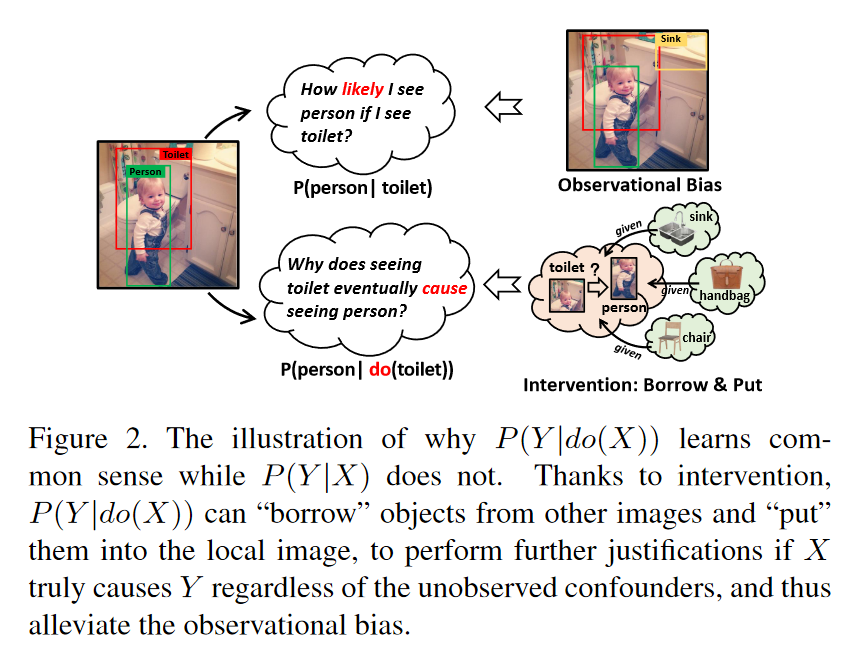 How likely I see
person if I see
toilet?
P(person| toilet)
Sink
Observational Bias
Toilet
Person
Why does seeing
toilet eventually cause
seeing person?
P(person| do(toilet))
toilet ?
person
given
sink
given
handbag
given
chair
Intervention: Borrow & Put
Figure 2. The illustration of why P(Y|do(X)) learns com-
mon sense while P(Y|X) does not. Thanks to intervention,
P(Y|do(X)) can “borrow” objects from other images and “put”
them into the local image, to perform further justifications if X
truly causes Y regardless of the unobserved confounders, and thus
alleviate the observational bias.